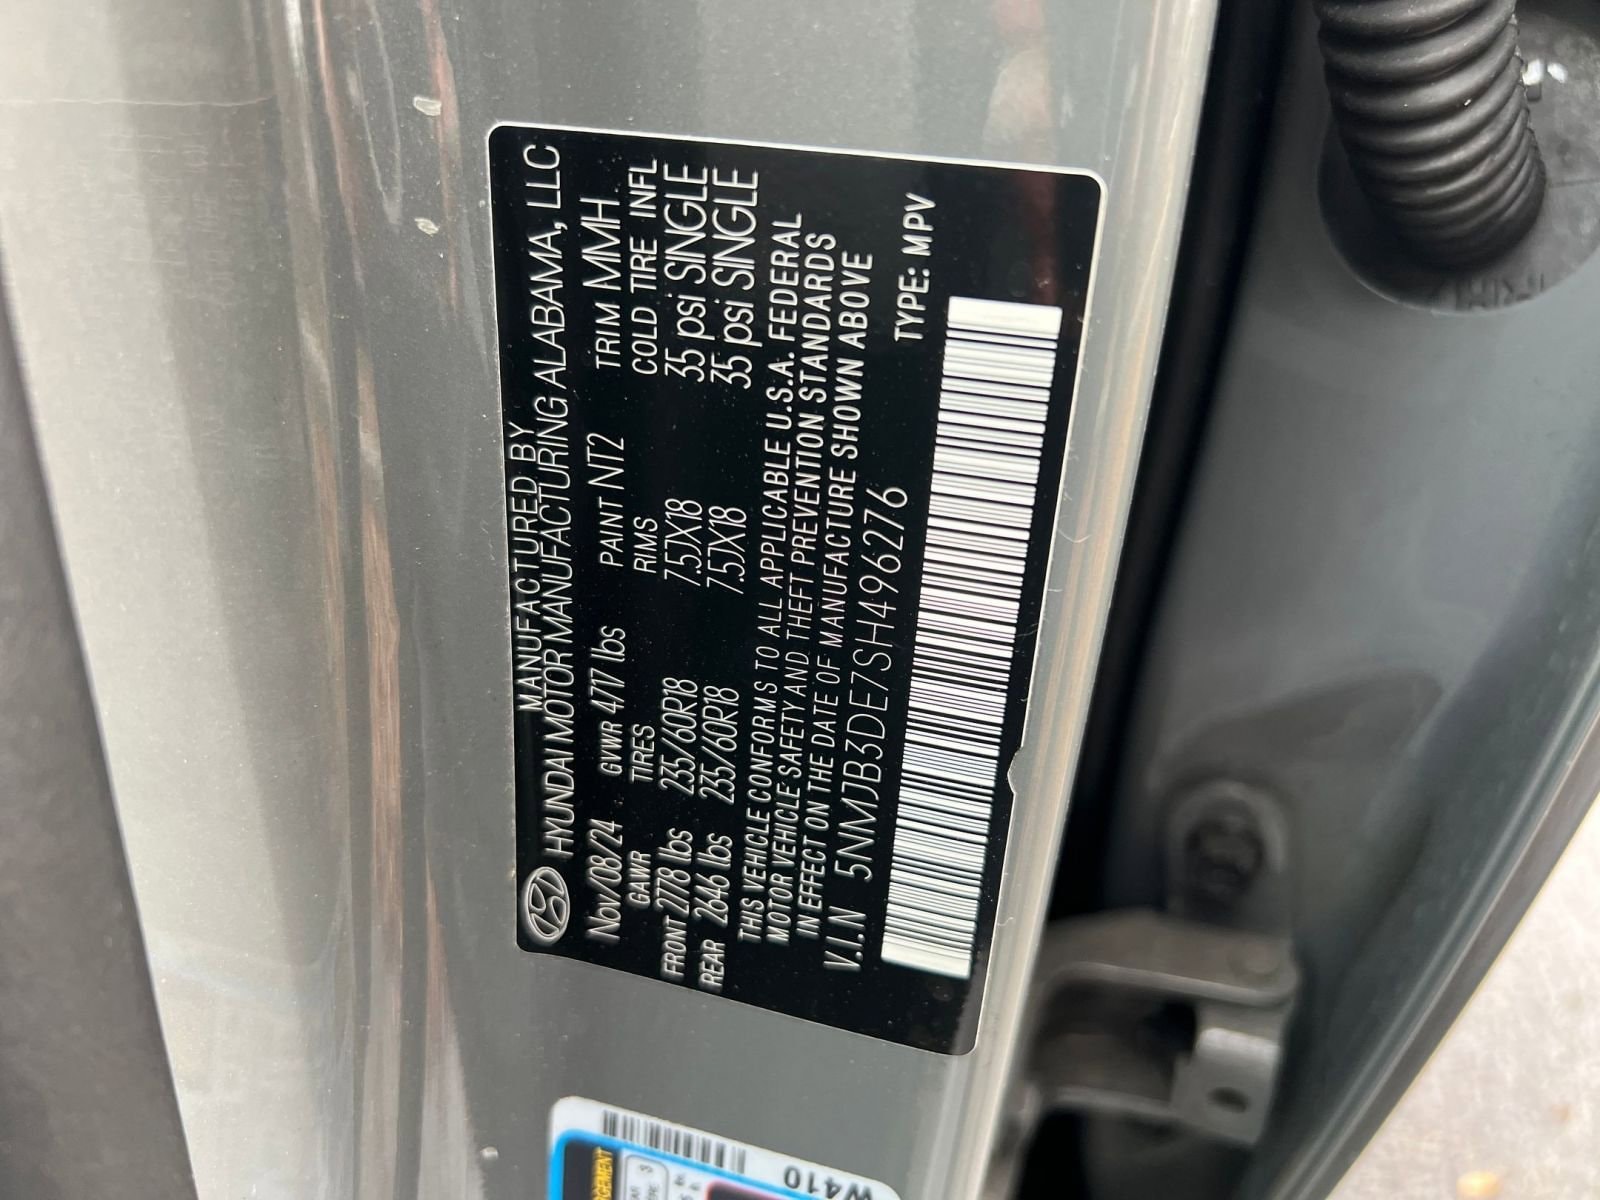 MANUFACTURED BY
HYUNDAI MOTOR MANUFACTURING ALABAMA, LLC
Nov/08/24 GVWR 4717 lbs PAINT NT2 TRIM MMH
GAWR TIRES RIMS COLD TIRE INFL
FRONT 2778 lbs 235/60R18 7.5JX18 35 psi SINGLE
REAR 2646 lbs 235/60R18 7.5JX18 35 psi SINGLE
THIS VEHICLE CONFORMS TO ALL APPLICABLE U.S.A. FEDERAL
MOTOR VEHICLE SAFETY AND THEFT PREVENTION STANDARDS
IN EFFECT ON THE DATE OF MANUFACTURE SHOWN ABOVE
V.I.N 5NMJB3DE7SH496276 TYPE: MPV
W410